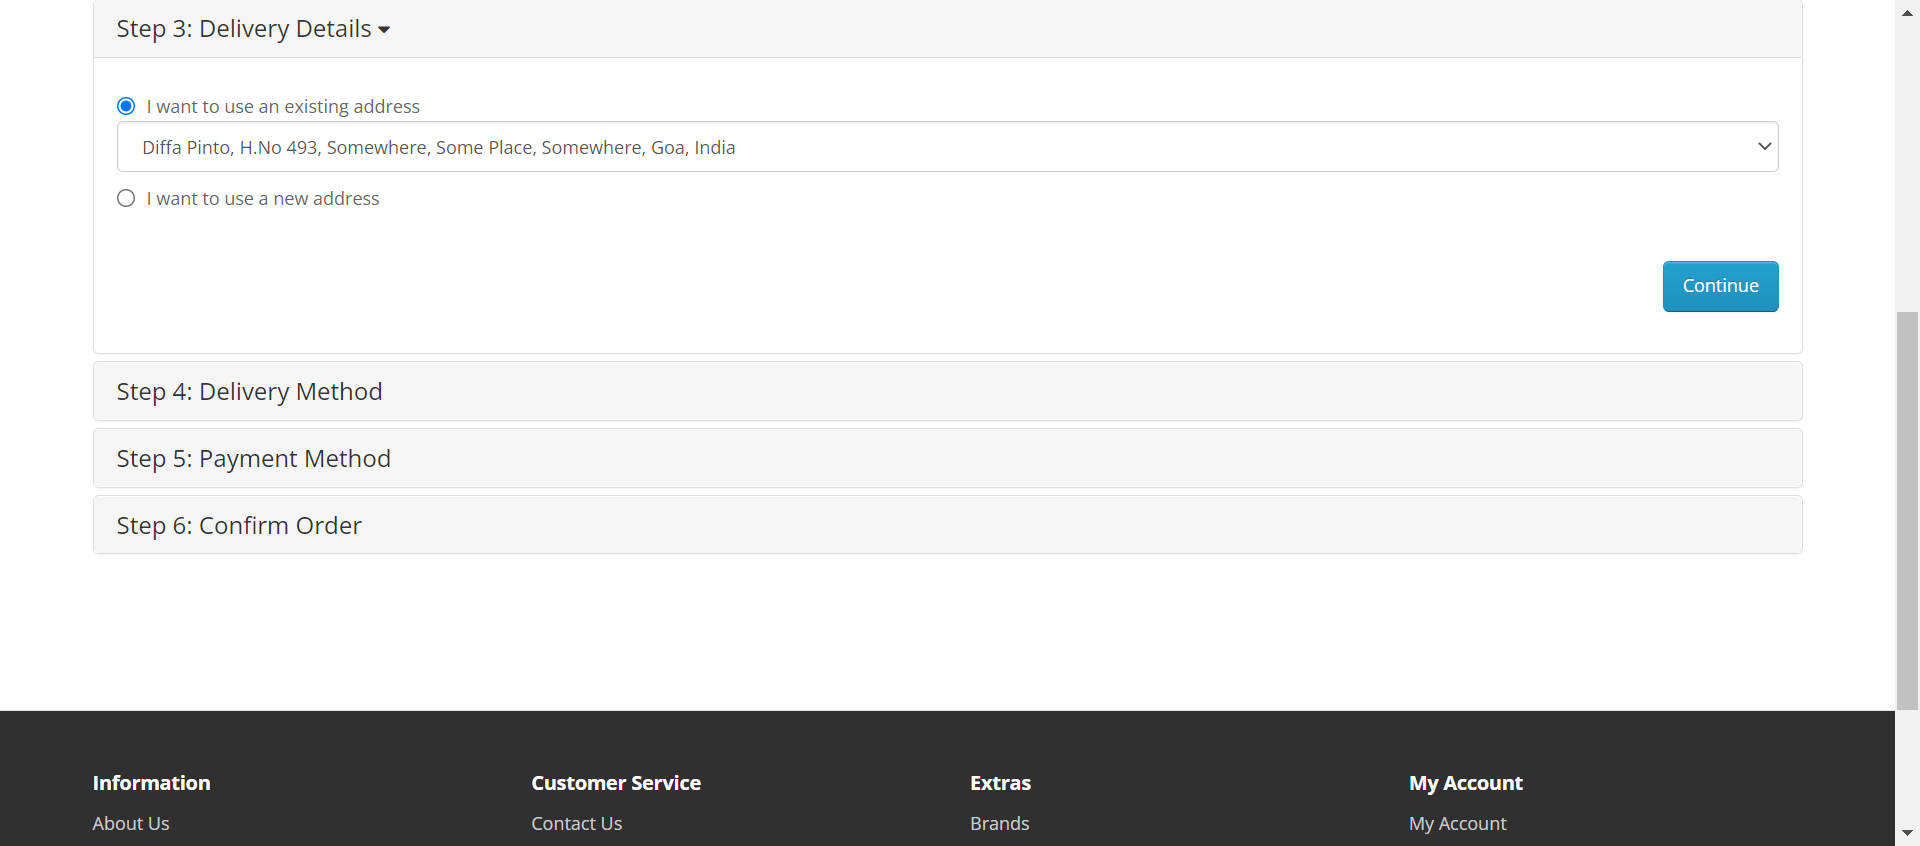 Step 3: Delivery Details
I want to use an existing address
Diffa Pinto, H.No 493, Somewhere, Some Place, Somewhere, Goa, India
I want to use a new address
Continue
Step 4: Delivery Method
Step 5: Payment Method
Step 6: Confirm Order
Information
About Us
Customer Service
Contact Us
Extras
Brands
My Account
My Account